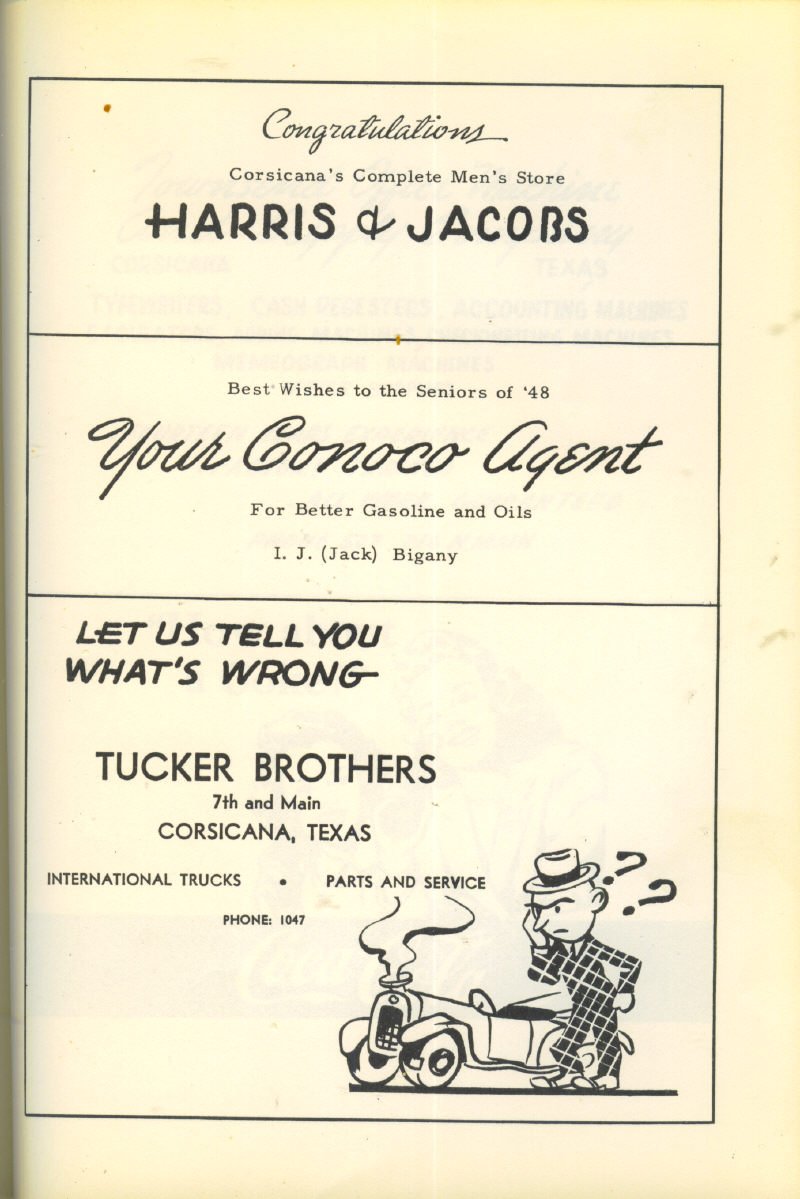 Congratulations
Corsicana's Complete Men's Store
HARRIS & JACOBS
Best Wishes to the Seniors of '48
Your Conoco Agent
For Better Gasoline and Oils
I. J. (Jack) Bigany
LET US TELL YOU
WHAT'S WRONG
TUCKER BROTHERS
7th and Main
CORSICANA, TEXAS
INTERNATIONAL TRUCKS • PARTS AND SERVICE
PHONE: 1047
? ?